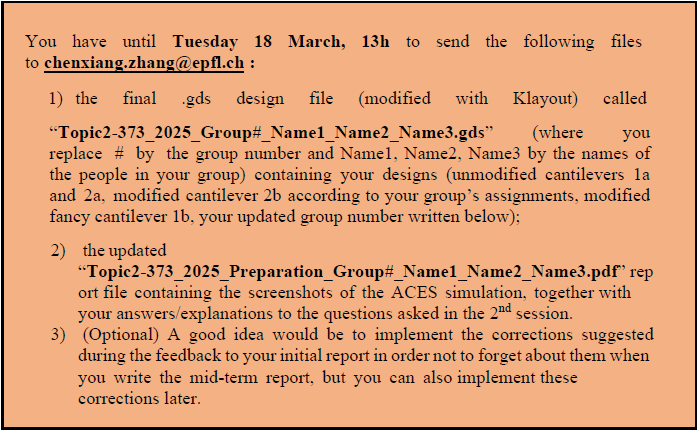 You have until Tuesday 18 March, 13h to send the following files
to chenxiang.zhang@epfl.ch :
1) the final .gds design file (modified with Klayout) called
“Topic2-373_2025_Group#_Name1_Name2_Name3.gds” (where you
replace # by the group number and Name1, Name2, Name3 by the names of
the people in your group) containing your designs (unmodified cantilevers 1a
and 2a, modified cantilever 2b according to your group’s assignments, modified
fancy cantilever 1b, your updated group number written below);
2) the updated
“Topic2-373_2025_Preparation_Group#_Name1_Name2_Name3.pdf” rep
ort file containing the screenshots of the ACES simulation, together with
your answers/explanations to the questions asked in the 2nd session.
3) (Optional) A good idea would be to implement the corrections suggested
during the feedback to your initial report in order not to forget about them when
you write the mid-term report, but you can also implement these
corrections later.